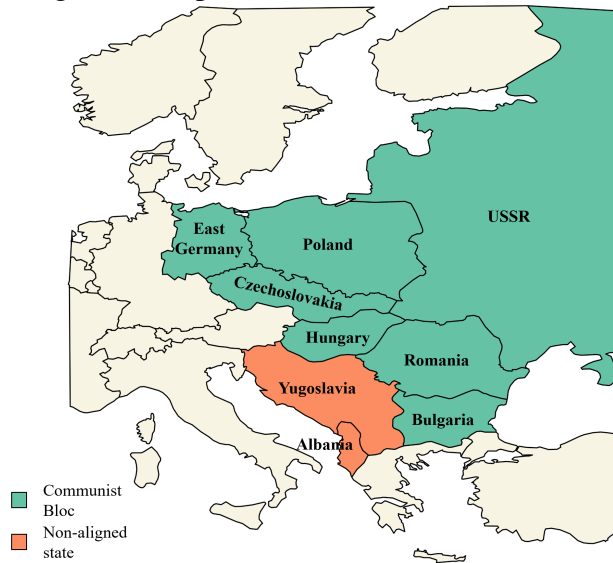 USSR
East
Germany
Poland
Czechoslovakia
Hungary
Romania
Yugoslavia
Bulgaria
Albania
Communist
Bloc
Non-aligned
state